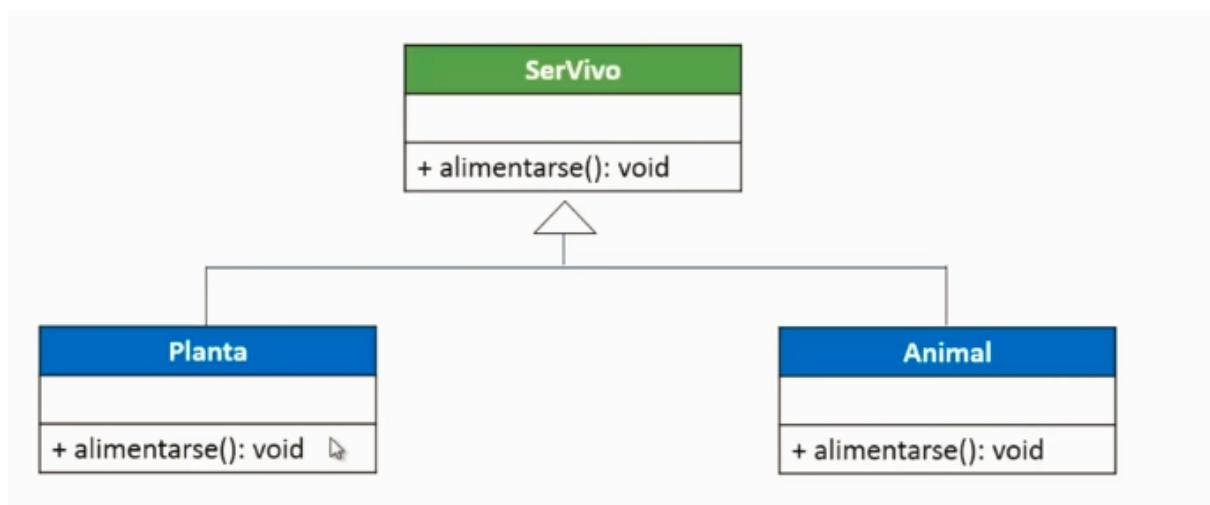 SerVivo
+ alimentarse(): void
Planta
+ alimentarse(): void
Animal
+ alimentarse(): void